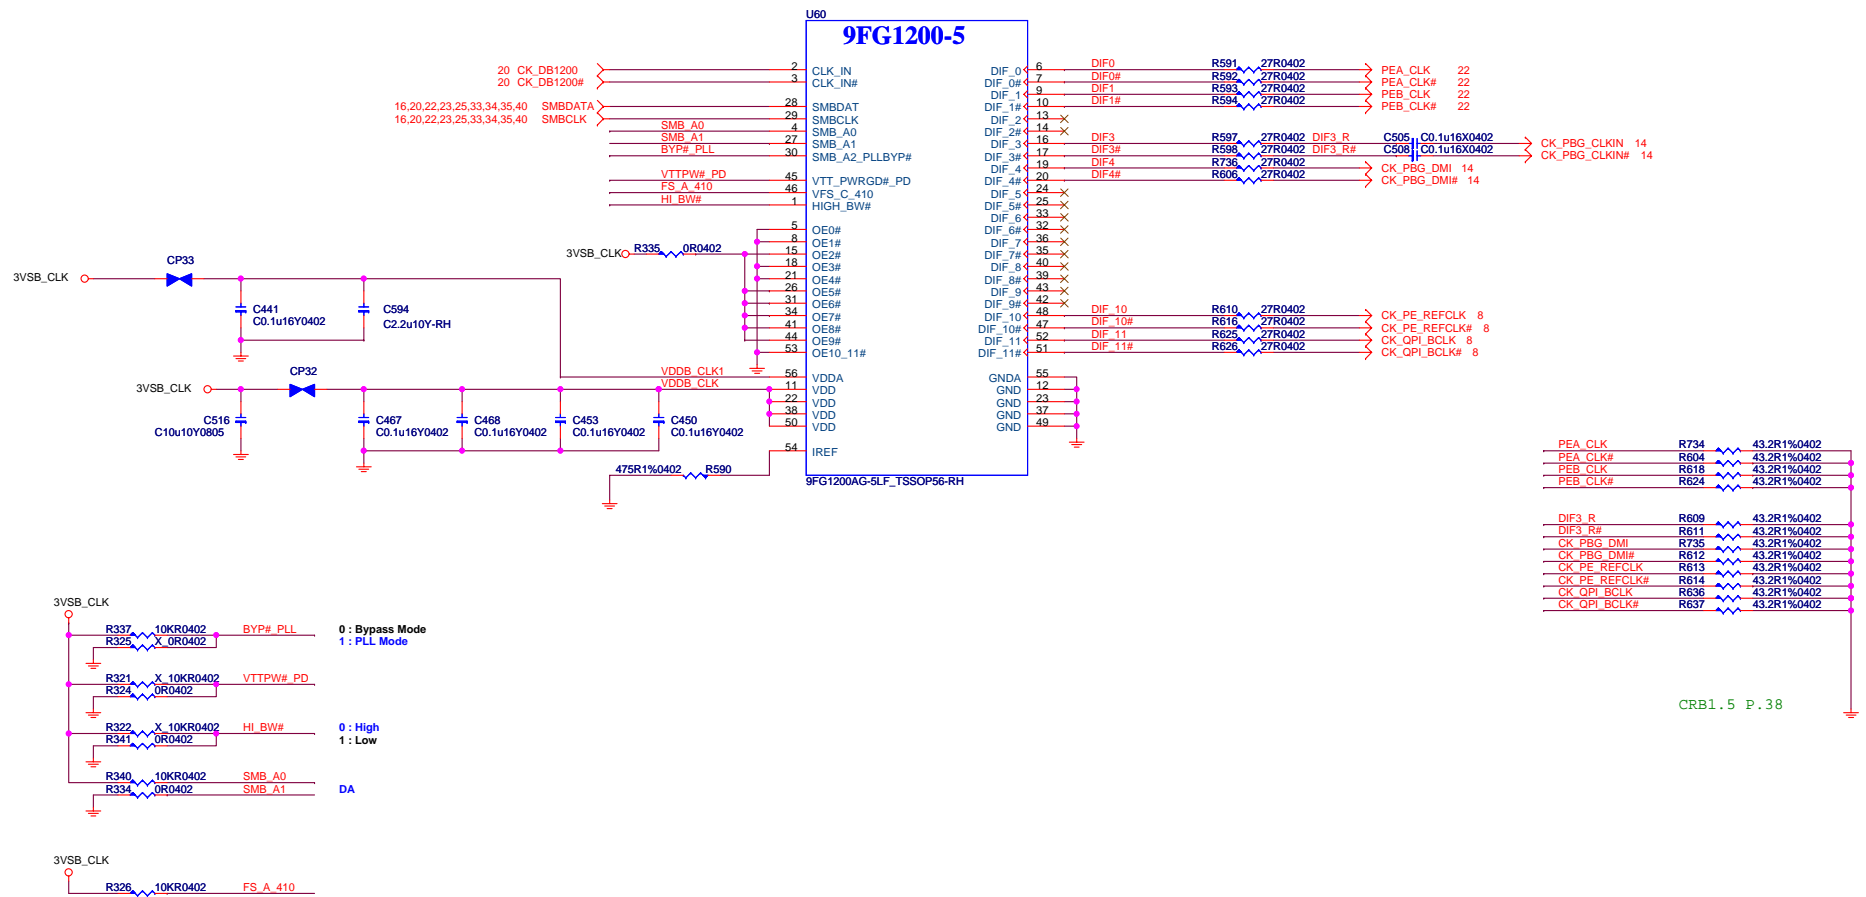 U60
9FG1200-5
20 CK_DB1200 2 CLK_IN
20 CK_DB1200# 3 CLK_IN#
16,20,22,23,25,33,34,35,40 SMBDATA 28 SMBDAT
16,20,22,23,25,33,34,35,40 SMBCLK 29 SMBCLK
SMB_A0 4 SMB_A0
SMB_A1 27 SMB_A1
BYP#_PLL 30 SMB_A2_PLLBYP#
VTTPW#_PD 45 VTT_PWRGD#_PD
FS_A_410 46 VFS_C_410
HI_BW# 1 HIGH_BW#
5 OE0#
8 OE1#
3VSB_CLK R335 0R0402 15 OE2#
18 OE3#
21 OE4#
26 OE5#
31 OE6#
34 OE7#
41 OE8#
44 OE9#
53 OE10_11#
VDDB_CLK1 56 VDDA
VDDB_CLK 11 VDD
22 VDD
38 VDD
50 VDD
54 IREF
475R1%0402 R590
9FG1200AG-5LF_TSSOP56-RH
DIF_0 6 DIF0 R591 27R0402 PEA_CLK 22
DIF_0# 7 DIF0# R592 27R0402 PEA_CLK# 22
DIF_1 9 DIF1 R593 27R0402 PEB_CLK 22
DIF_1# 10 DIF1# R594 27R0402 PEB_CLK# 22
DIF_2 13
DIF_2# 14
DIF_3 16 DIF3 R597 27R0402 DIF3_R C505 C0.1u16X0402 CK_PBG_CLKIN 14
DIF_3# 17 DIF3# R598 27R0402 DIF3_R# C508 C0.1u16X0402 CK_PBG_CLKIN# 14
DIF_4 19 DIF4 R736 27R0402 CK_PBG_DMI 14
DIF_4# 20 DIF4# R606 27R0402 CK_PBG_DMI# 14
DIF_5 24
DIF_5# 25
DIF_6 33
DIF_6# 32
DIF_7 36
DIF_7# 35
DIF_8 40
DIF_8# 39
DIF_9 43
DIF_9# 42
DIF_10 48 DIF_10 R610 27R0402 CK_PE_REFCLK 8
DIF_10# 47 DIF_10# R616 27R0402 CK_PE_REFCLK# 8
DIF_11 52 DIF_11 R625 27R0402 CK_QPI_BCLK 8
DIF_11# 51 DIF_11# R626 27R0402 CK_QPI_BCLK# 8
GNDA 55
GND 12
GND 23
GND 37
GND 49
3VSB_CLK CP33
C441 C0.1u16Y0402
C594 C2.2u10Y-RH
3VSB_CLK CP32
C516 C10u10Y0805
C467 C0.1u16Y0402
C468 C0.1u16Y0402
C453 C0.1u16Y0402
C450 C0.1u16Y0402
PEA_CLK R734 43.2R1%0402
PEA_CLK# R604 43.2R1%0402
PEB_CLK R618 43.2R1%0402
PEB_CLK# R624 43.2R1%0402
DIF3_R R609 43.2R1%0402
DIF3_R# R611 43.2R1%0402
CK_PBG_DMI R735 43.2R1%0402
CK_PBG_DMI# R612 43.2R1%0402
CK_PE_REFCLK R613 43.2R1%0402
CK_PE_REFCLK# R614 43.2R1%0402
CK_QPI_BCLK R636 43.2R1%0402
CK_QPI_BCLK# R637 43.2R1%0402
CRB1.5 P.38
3VSB_CLK
R337 10KR0402 BYP#_PLL 0 : Bypass Mode
R325 X_0R0402 1 : PLL Mode
R321 X_10KR0402 VTTPW#_PD
R324 0R0402
R322 X_10KR0402 HI_BW# 0 : High
R341 0R0402 1 : Low
R340 10KR0402 SMB_A0
R334 0R0402 SMB_A1 DA
3VSB_CLK
R326 10KR0402 FS_A_410